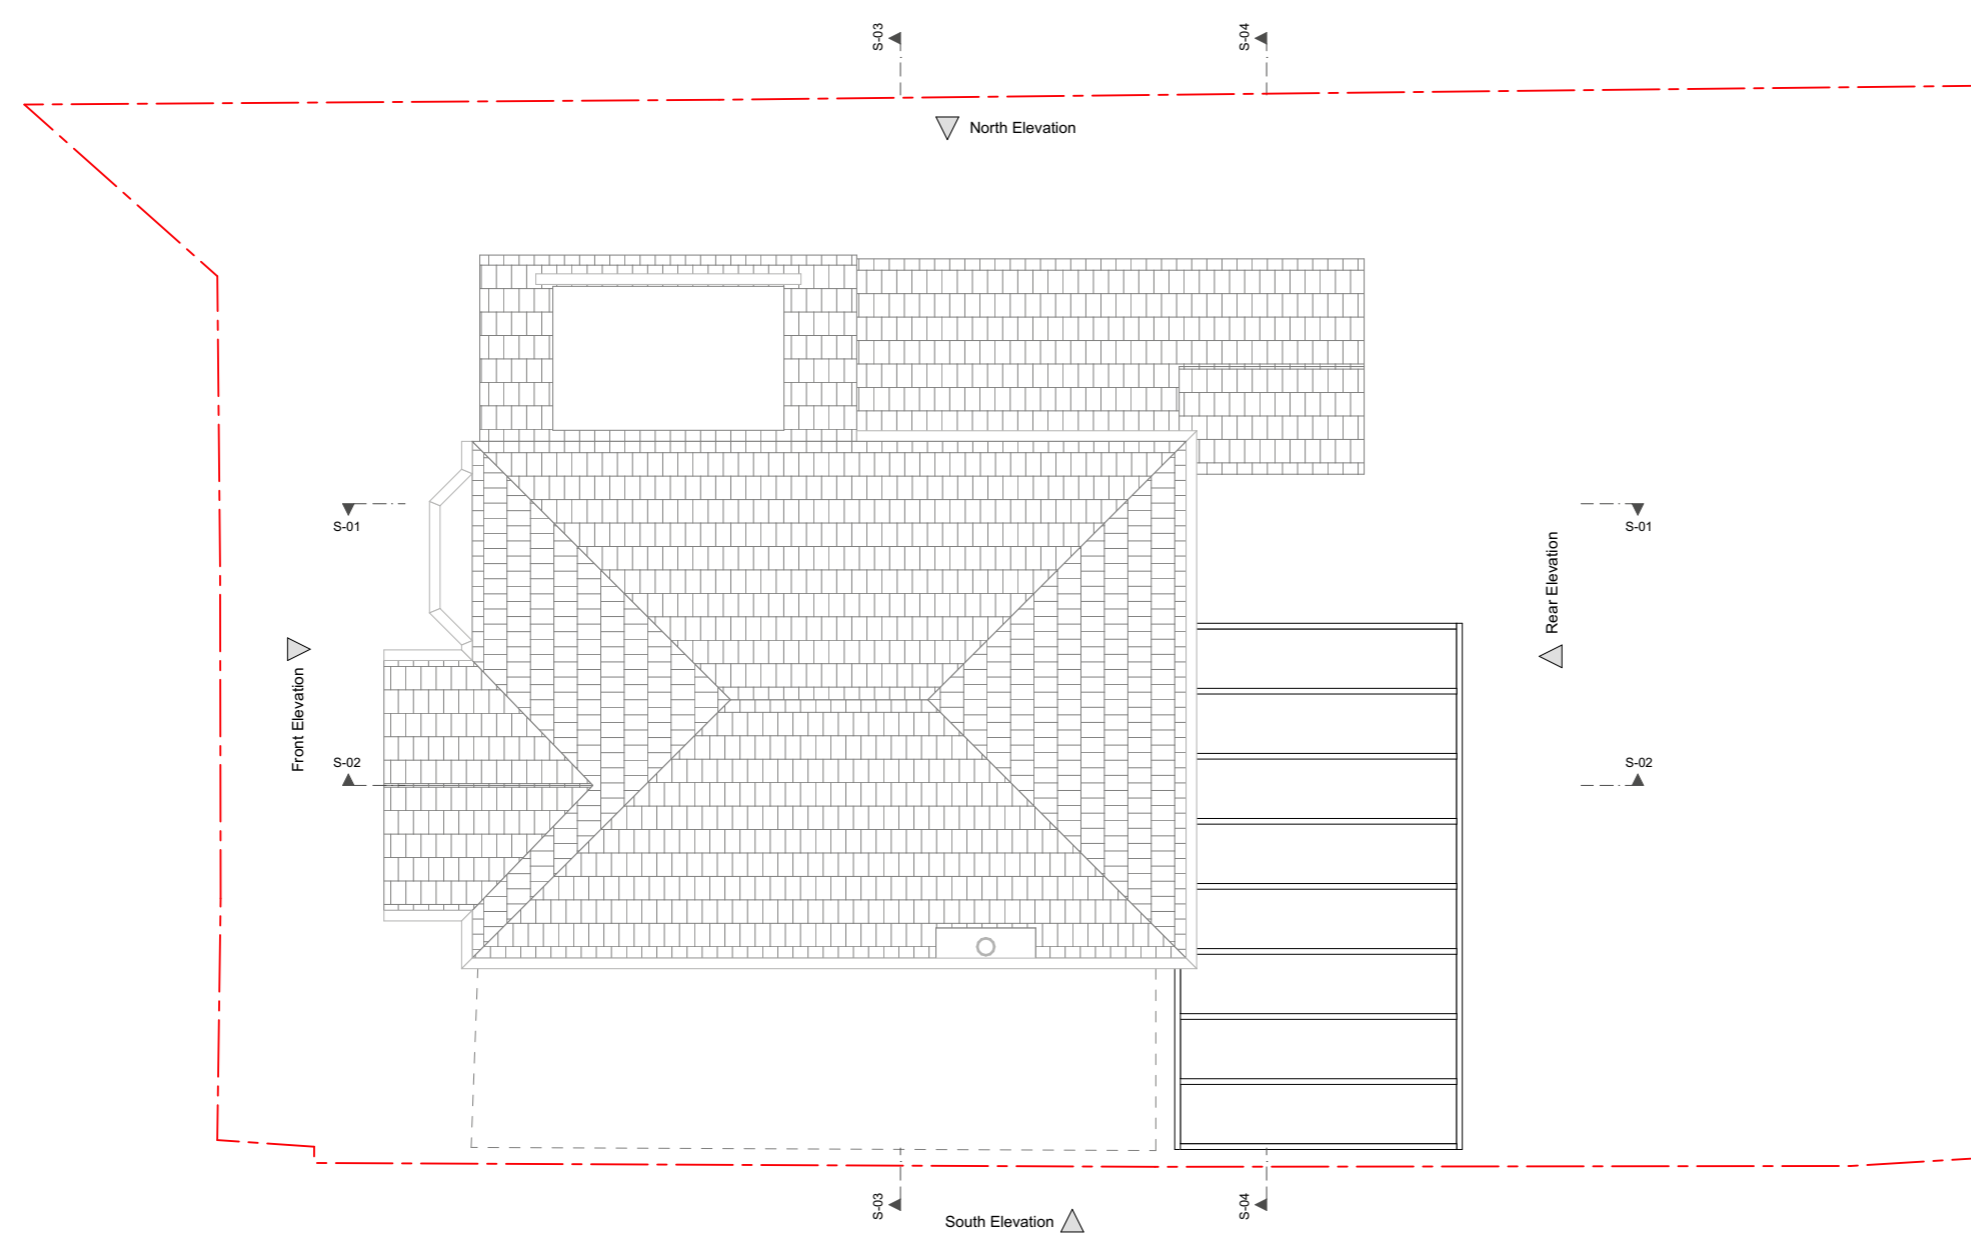 S-03
S-04
North Elevation
S-01
S-01
Rear Elevation
Front Elevation
S-02
S-02
S-03
S-04
South Elevation